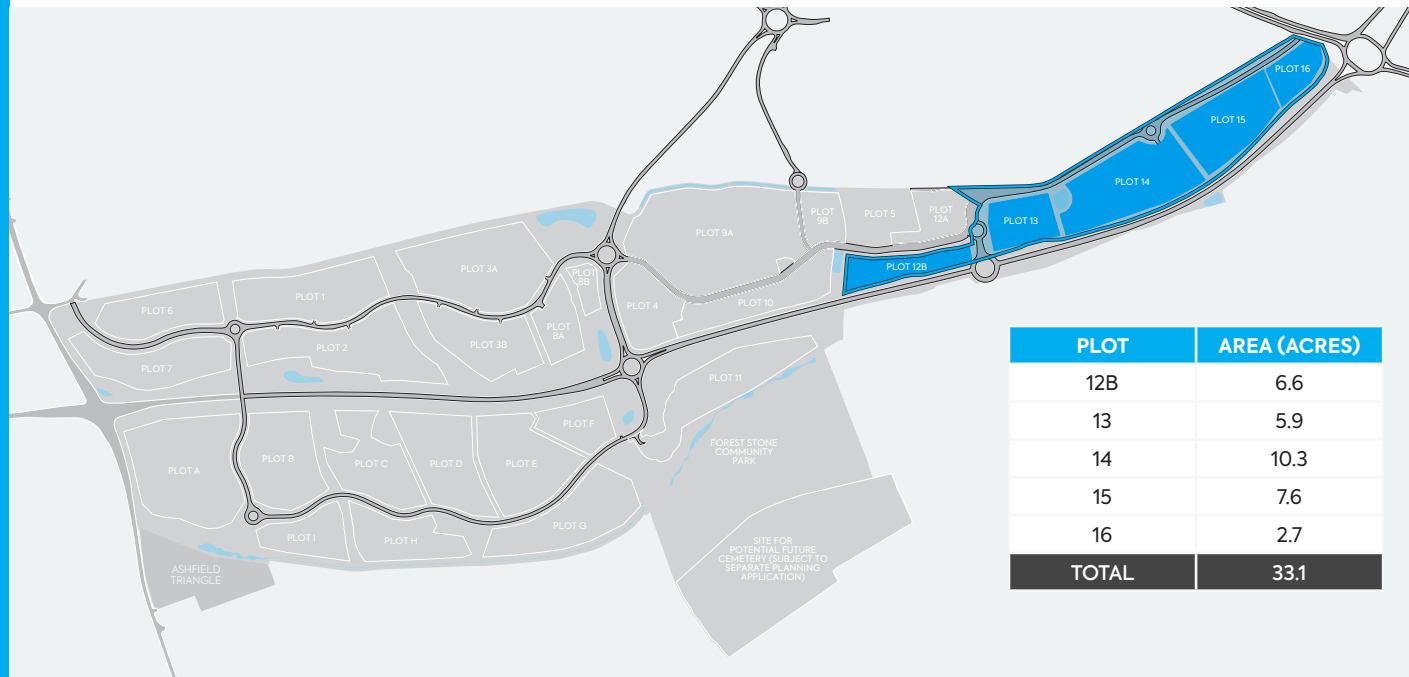 PLOT 16
PLOT 15
PLOT 14
PLOT 13
PLOT
12A
PLOT 5
PLOT
9B
PLOT 9A
PLOT 12B
PLOT 10
PLOT 4
PLOT
8B
PLOT
8A
PLOT 3A
PLOT 3B
PLOT 1
PLOT 2
PLOT 6
PLOT 7
PLOT 11
PLOT A
PLOT B
PLOT C
PLOT D
PLOT E
PLOT F
PLOT G
PLOT H
PLOT I
FOREST STONE
COMMUNITY
PARK
SITE FOR
POTENTIAL FUTURE
CEMETERY (SUBJECT TO
SEPARATE PLANNING
APPLICATION)
ASHFIELD
TRIANGLE
PLOT AREA (ACRES)
12B 6.6
13 5.9
14 10.3
15 7.6
16 2.7
TOTAL 33.1